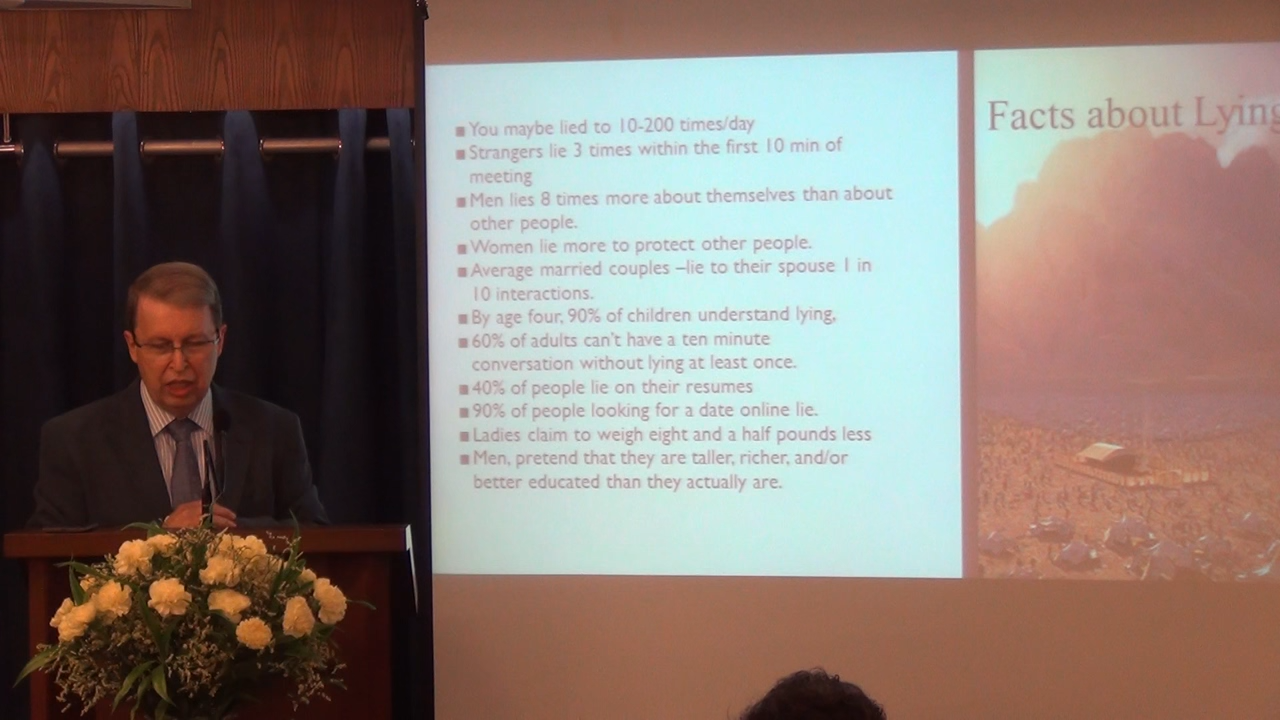 Facts about Lying
■ You maybe lied to 10-200 times/day
■ Strangers lie 3 times within the first 10 min of
meeting
■ Men lies 8 times more about themselves than about
other people.
■ Women lie more to protect other people.
■ Average married couples –lie to their spouse 1 in
10 interactions.
■ By age four, 90% of children understand lying,
■ 60% of adults can't have a ten minute
conversation without lying at least once.
■ 40% of people lie on their resumes
■ 90% of people looking for a date online lie.
■ Ladies claim to weigh eight and a half pounds less
■ Men, pretend that they are taller, richer, and/or
better educated than they actually are.